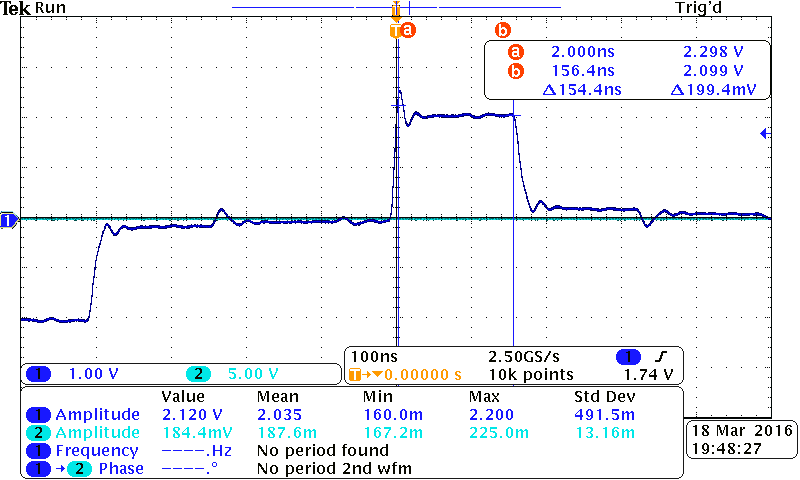 Tek Run Trig'd
T
T a b
a 2.000ns 2.298 V
b 156.4ns 2.099 V
Δ154.4ns Δ199.4mV
1
1 1.00 V 2 5.00 V
100ns 2.50GS/s 1
T→▼0.00000 s 10k points 1.74 V
Value Mean Min Max Std Dev
1 Amplitude 2.120 V 2.035 160.0m 2.200 491.5m
2 Amplitude 184.4mV 187.6m 167.2m 225.0m 13.16m
1 Frequency ----.Hz No period found
1 →2 Phase ----.° No period 2nd wfm
18 Mar 2016
19:48:27